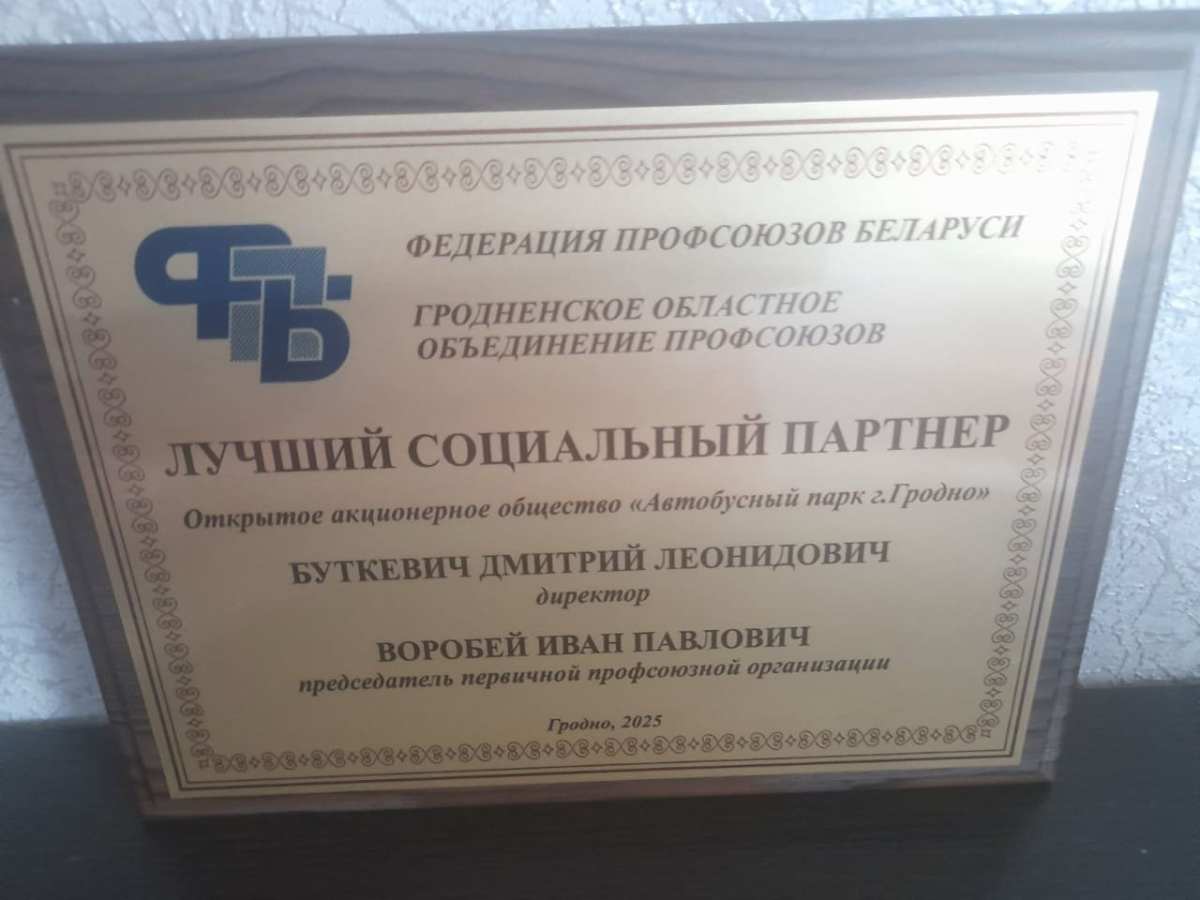 ФПБ
ФЕДЕРАЦИЯ ПРОФСОЮЗОВ БЕЛАРУСИ
ГРОДНЕНСКОЕ ОБЛАСТНОЕ
ОБЪЕДИНЕНИЕ ПРОФСОЮЗОВ
ЛУЧШИЙ СОЦИАЛЬНЫЙ ПАРТНЕР
Открытое акционерное общество «Автобусный парк г.Гродно»
БУТКЕВИЧ ДМИТРИЙ ЛЕОНИДОВИЧ
директор
ВОРОБЕЙ ИВАН ПАВЛОВИЧ
председатель первичной профсоюзной организации
Гродно, 2025